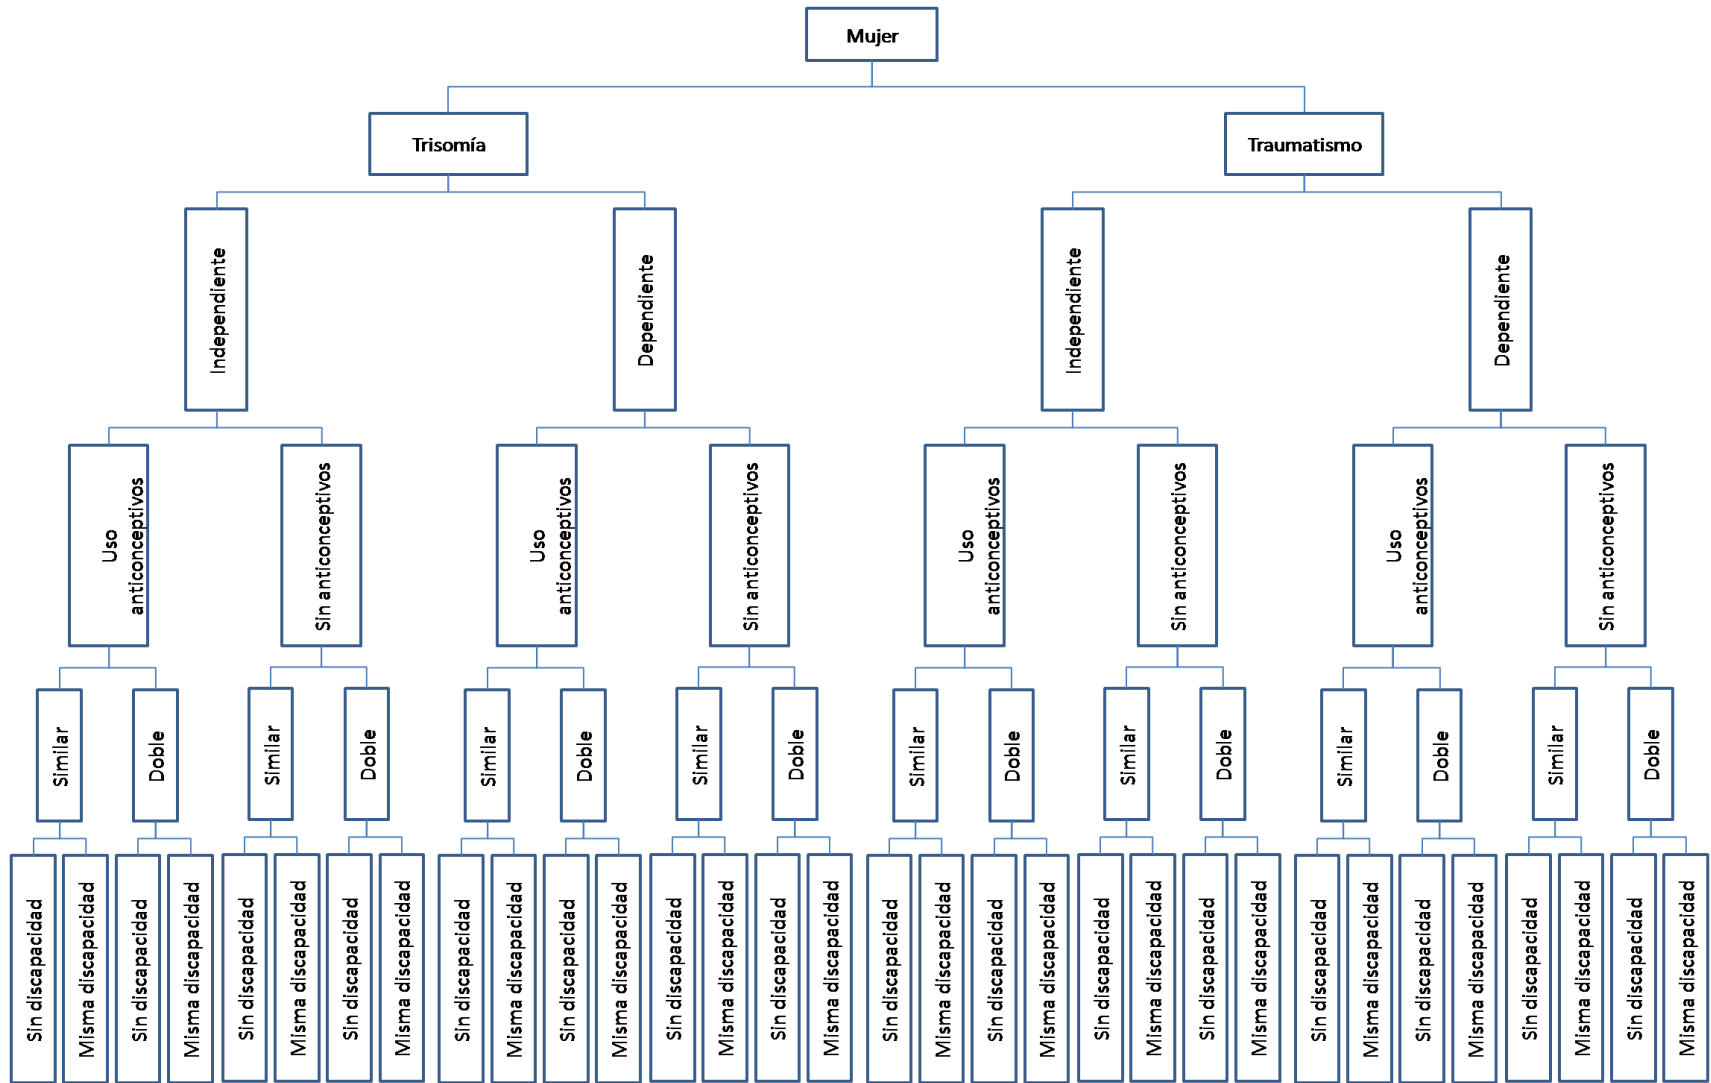 Mujer
Trisomía
Traumatismo
Independiente
Dependiente
Independiente
Dependiente
Uso
anticonceptivos
Sin anticonceptivos
Uso
anticonceptivos
Sin anticonceptivos
Uso
anticonceptivos
Sin anticonceptivos
Uso
anticonceptivos
Sin anticonceptivos
Similar
Doble
Similar
Doble
Similar
Doble
Similar
Doble
Similar
Doble
Similar
Doble
Similar
Doble
Similar
Doble
Sin discapacidad
Misma discapacidad
Sin discapacidad
Misma discapacidad
Sin discapacidad
Misma discapacidad
Sin discapacidad
Misma discapacidad
Sin discapacidad
Misma discapacidad
Sin discapacidad
Misma discapacidad
Sin discapacidad
Misma discapacidad
Sin discapacidad
Misma discapacidad
Sin discapacidad
Misma discapacidad
Sin discapacidad
Misma discapacidad
Sin discapacidad
Misma discapacidad
Sin discapacidad
Misma discapacidad
Sin discapacidad
Misma discapacidad
Sin discapacidad
Misma discapacidad
Sin discapacidad
Misma discapacidad
Sin discapacidad
Misma discapacidad